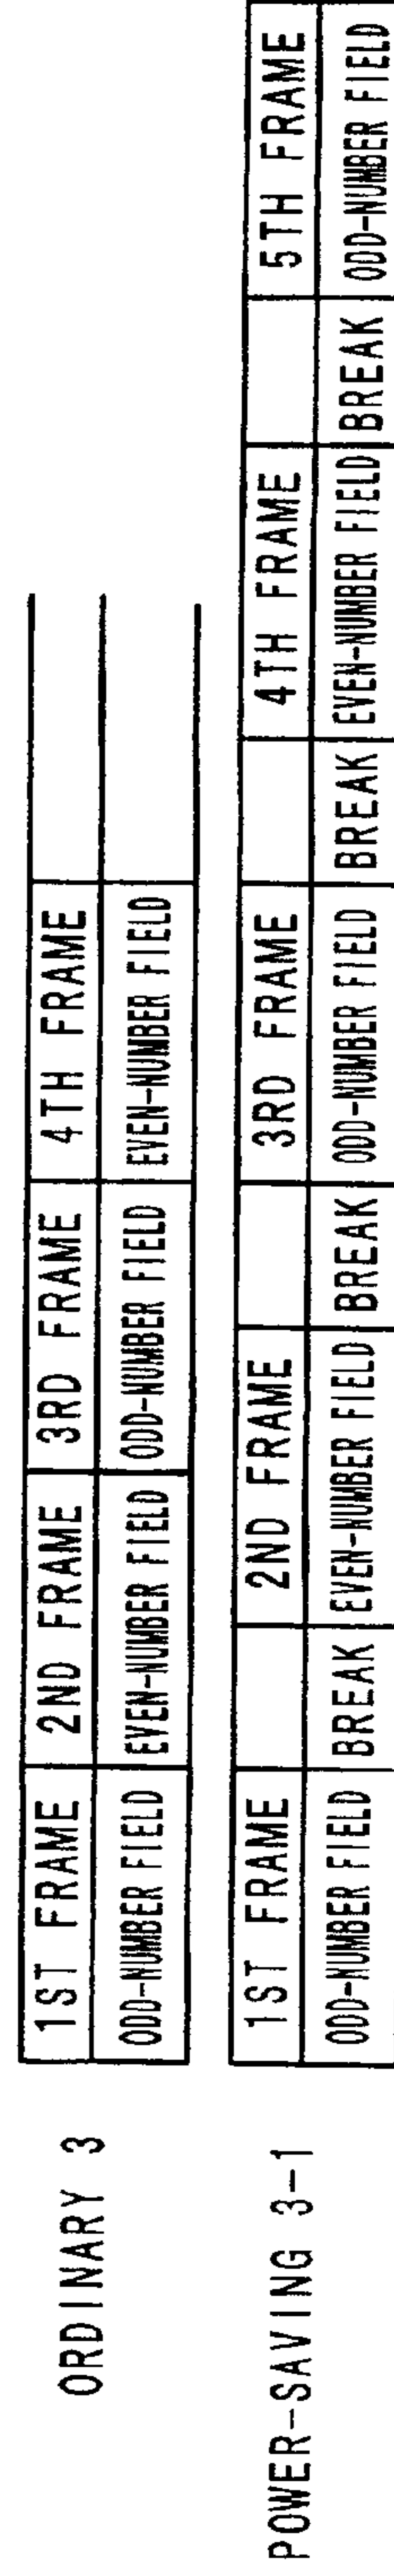 ORDINARY 3
1ST FRAME 2ND FRAME 3RD FRAME 4TH FRAME
ODD-NUMBER FIELD EVEN-NUMBER FIELD ODD-NUMBER FIELD EVEN-NUMBER FIELD
POWER-SAVING 3-1
1ST FRAME 2ND FRAME 3RD FRAME 4TH FRAME 5TH FRAME
ODD-NUMBER FIELD BREAK EVEN-NUMBER FIELD BREAK ODD-NUMBER FIELD BREAK EVEN-NUMBER FIELD BREAK ODD-NUMBER FIELD